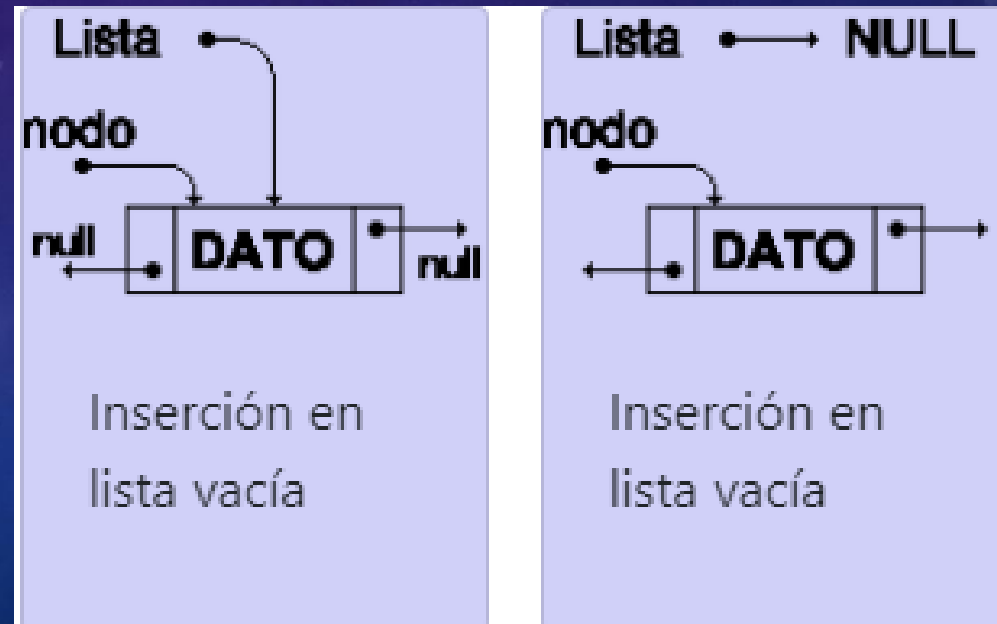 Lista
nodo
null
DATO
null
Inserción en
lista vacía
Lista
NULL
nodo
DATO
Inserción en
lista vacía